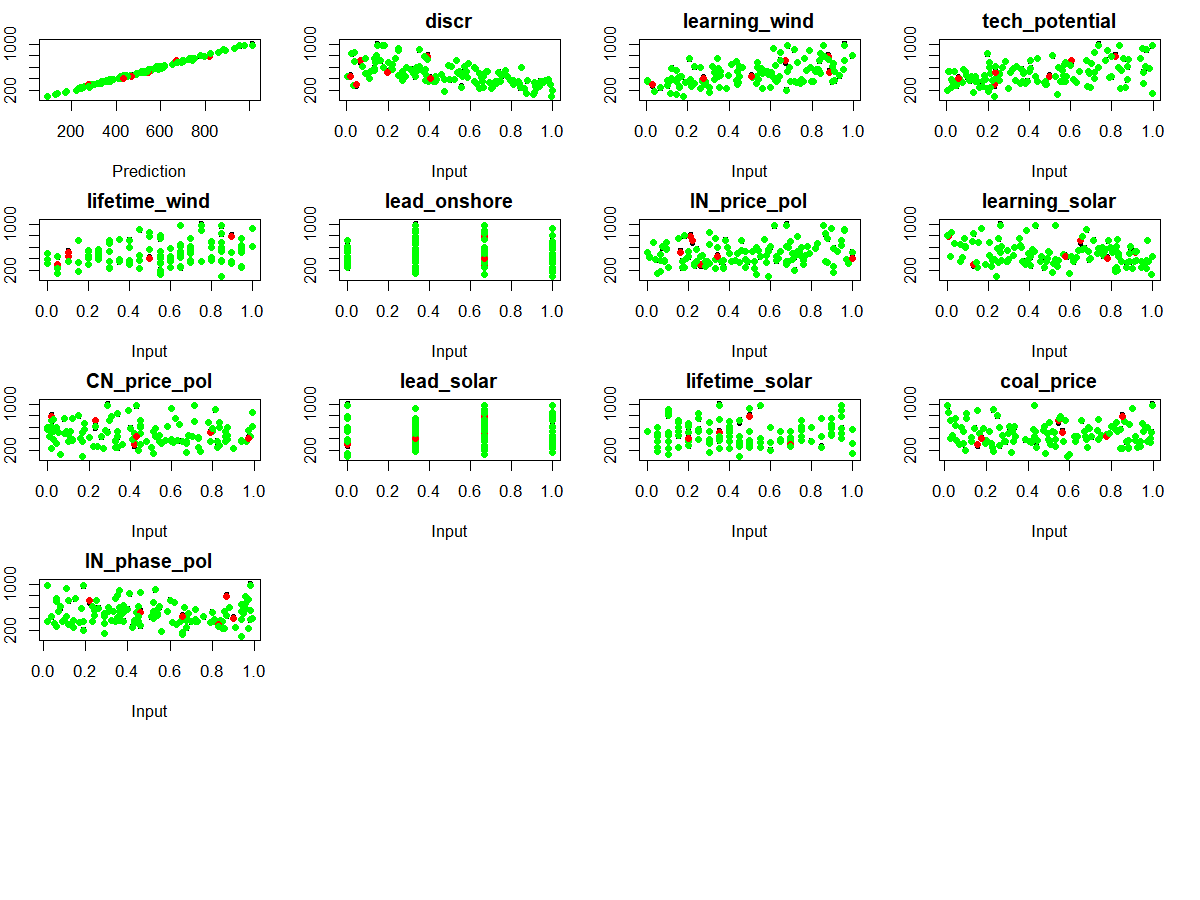 discr
learning_wind
tech_potential
200 1000
200 400 600 800
Prediction
200 1000
0.0 0.2 0.4 0.6 0.8 1.0
Input
200 1000
0.0 0.2 0.4 0.6 0.8 1.0
Input
200 1000
0.0 0.2 0.4 0.6 0.8 1.0
Input
lifetime_wind
lead_onshore
IN_price_pol
learning_solar
200 1000
0.0 0.2 0.4 0.6 0.8 1.0
Input
200 1000
0.0 0.2 0.4 0.6 0.8 1.0
Input
200 1000
0.0 0.2 0.4 0.6 0.8 1.0
Input
200 1000
0.0 0.2 0.4 0.6 0.8 1.0
Input
CN_price_pol
lead_solar
lifetime_solar
coal_price
200 1000
0.0 0.2 0.4 0.6 0.8 1.0
Input
200 1000
0.0 0.2 0.4 0.6 0.8 1.0
Input
200 1000
0.0 0.2 0.4 0.6 0.8 1.0
Input
200 1000
0.0 0.2 0.4 0.6 0.8 1.0
Input
IN_phase_pol
200 1000
0.0 0.2 0.4 0.6 0.8 1.0
Input